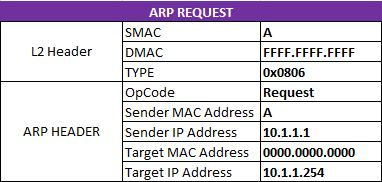 ARP REQUEST
L2 Header
SMAC A
DMAC FFFF.FFFF.FFFF
TYPE 0x0806
ARP HEADER
OpCode Request
Sender MAC Address A
Sender IP Address 10.1.1.1
Target MAC Address 0000.0000.0000
Target IP Address 10.1.1.254